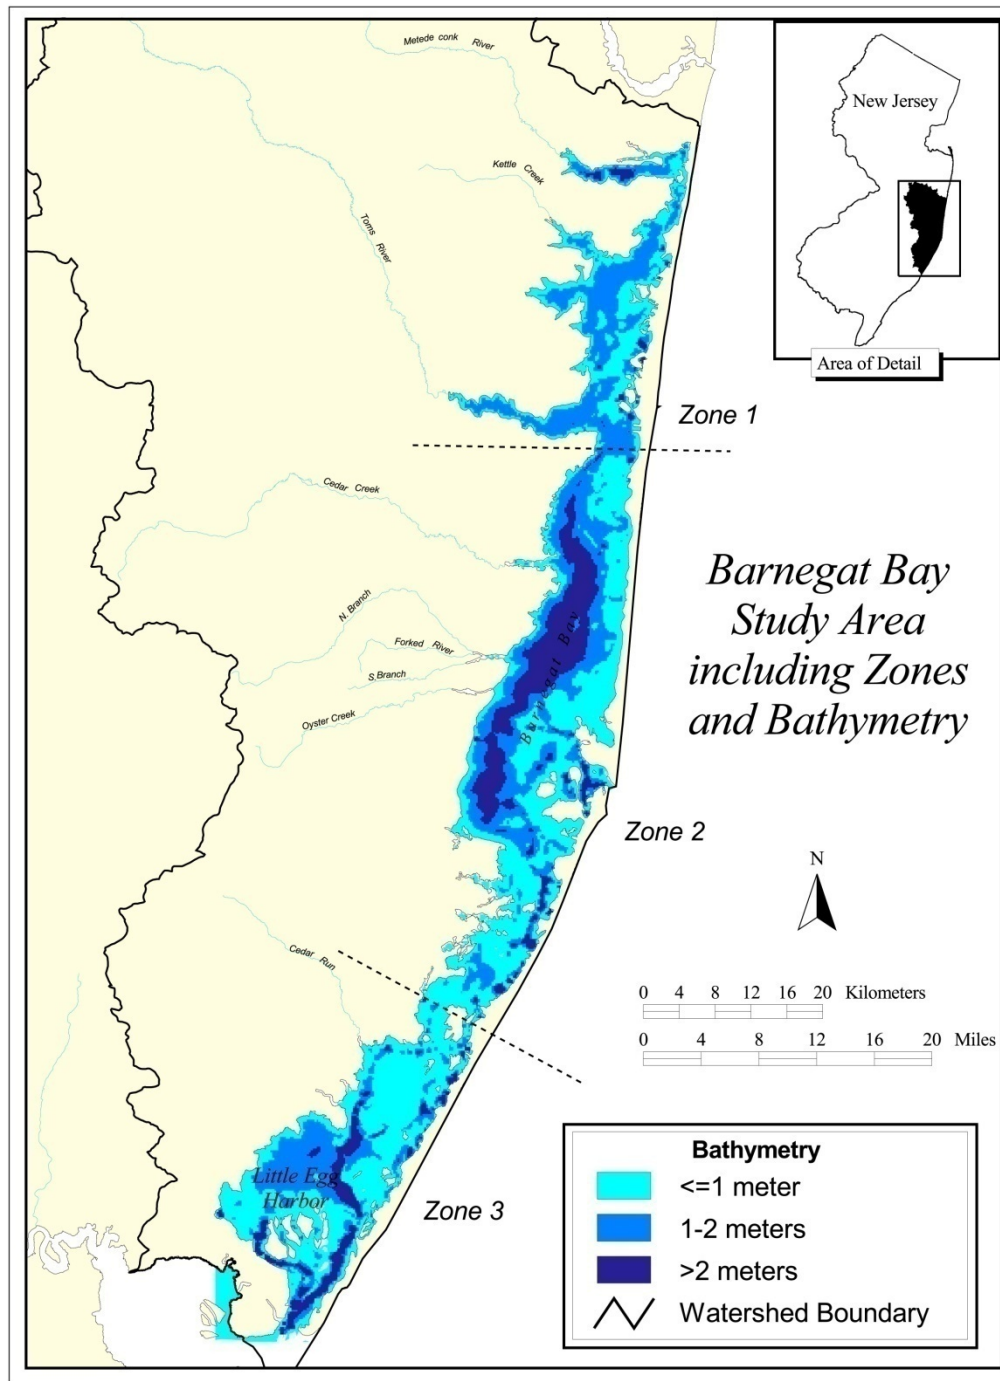 Metede conk River
New Jersey
Kettle Creek
Toms River
Area of Detail
Zone 1
Cedar Creek
Barnegat Bay
Study Area
including Zones
and Bathymetry
N. Branch
Forked River
S. Branch
Oyster Creek
Burnegat Bay
Zone 2
N
Cedar Run
0 4 8 12 16 20 Kilometers
0 4 8 12 16 20 Miles
Little Egg
Harbor
Zone 3
Bathymetry
<=1 meter
1-2 meters
>2 meters
Watershed Boundary